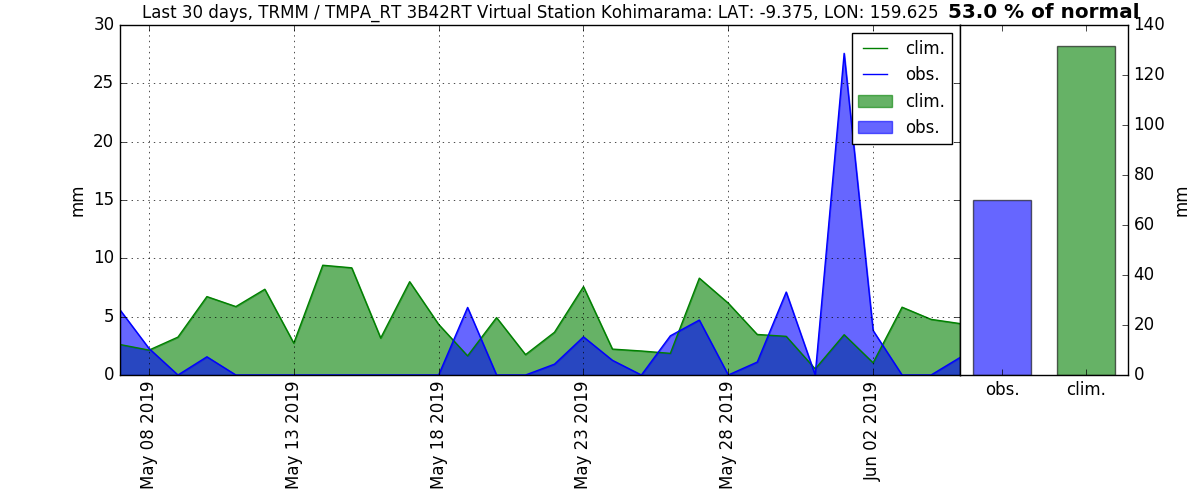 Last 30 days, TRMM / TMPA_RT 3B42RT Virtual Station Kohimarama: LAT: -9.375, LON: 159.625
53.0 % of normal
30
25
20
15
10
5
0
mm
clim.
obs.
clim.
obs.
May 08 2019
May 13 2019
May 18 2019
May 23 2019
May 28 2019
Jun 02 2019
140
120
100
80
60
40
20
0
mm
obs.
clim.